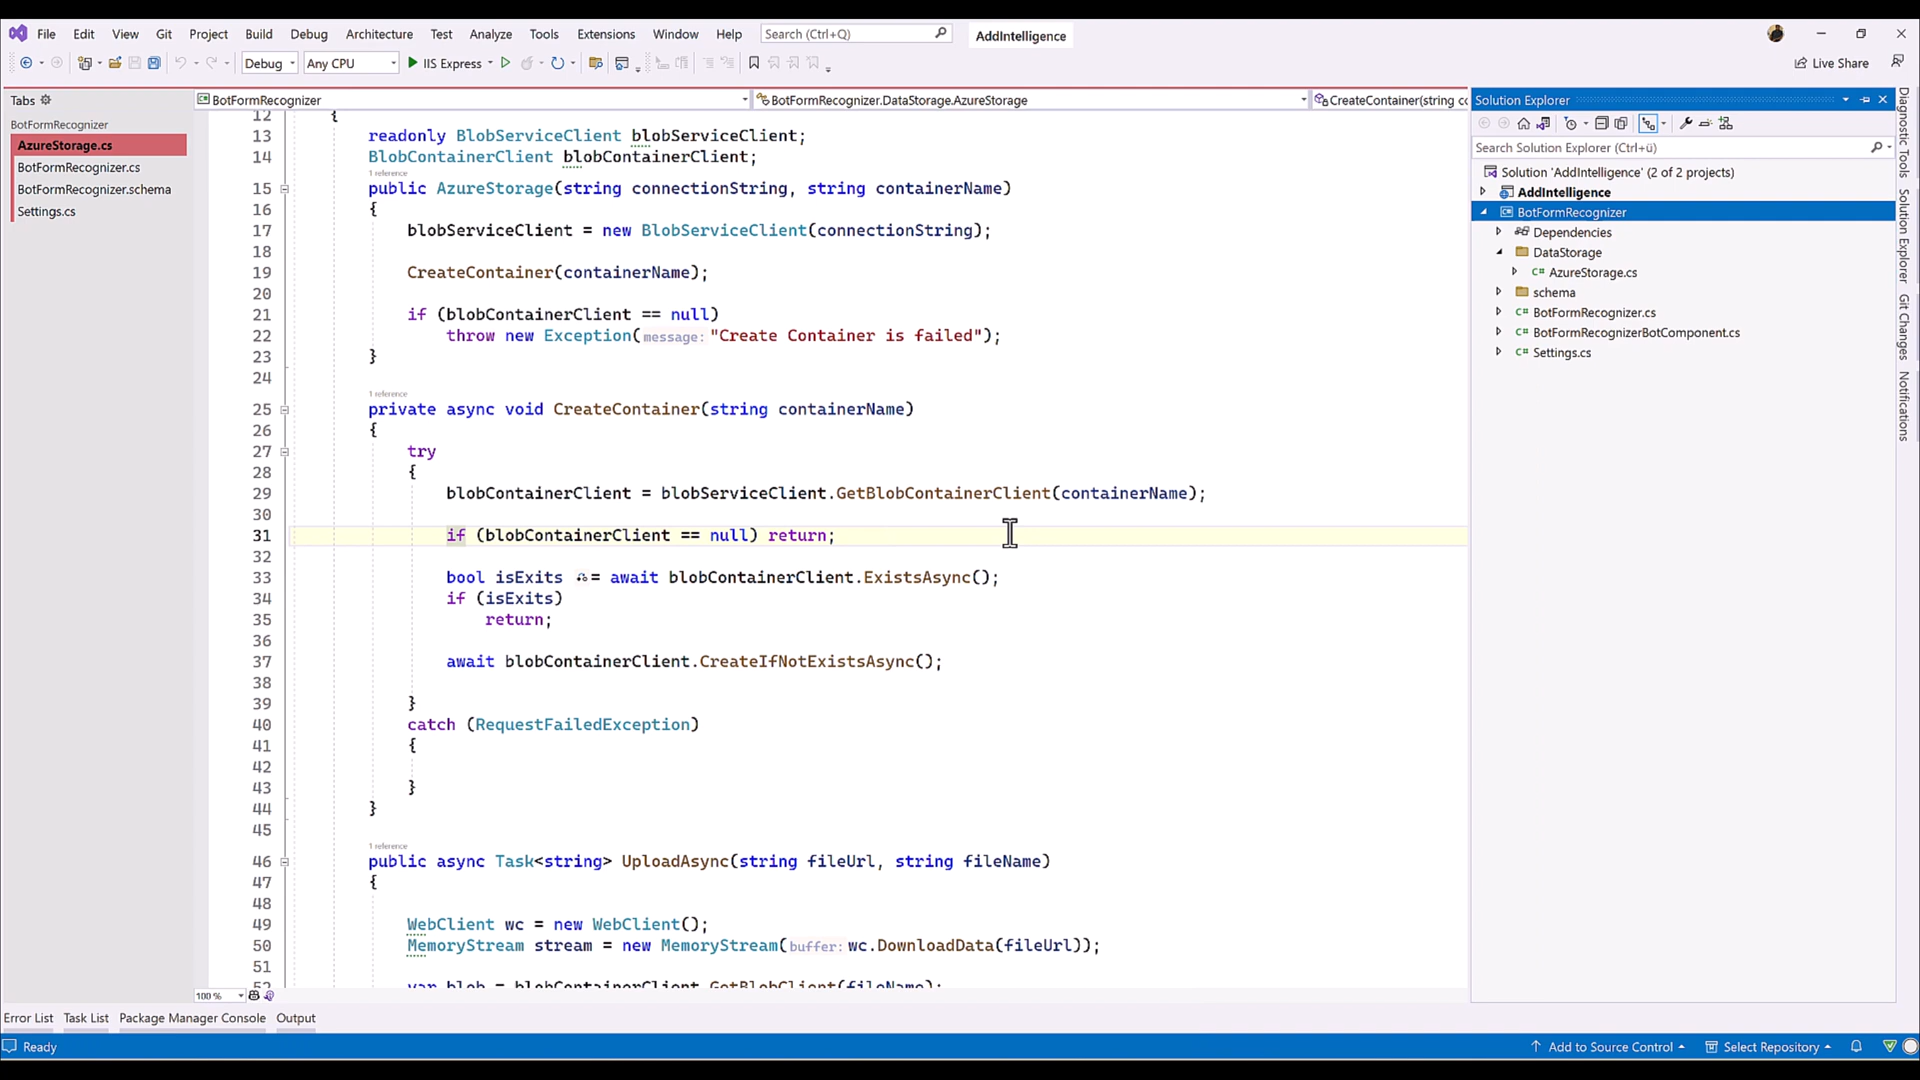 File Edit View Git Project Build Debug Architecture Test Analyze Tools Extensions Window Help Search (Ctrl+Q) AddIntelligence
Debug Any CPU IIS Express Live Share
Tabs
BotFormRecognizer
AzureStorage.cs
BotFormRecognizer.cs
BotFormRecognizer.schema
Settings.cs
BotFormRecognizer BotFormRecognizer.DataStorage.AzureStorage CreateContainer(string cc
12 {
13 readonly BlobServiceClient blobServiceClient;
14 BlobContainerClient blobContainerClient;
1 reference
15 public AzureStorage(string connectionString, string containerName)
16 {
17 blobServiceClient = new BlobServiceClient(connectionString);
18
19 CreateContainer(containerName);
20
21 if (blobContainerClient == null)
22 throw new Exception(message: "Create Container is failed");
23 }
24
1 reference
25 private async void CreateContainer(string containerName)
26 {
27 try
28 {
29 blobContainerClient = blobServiceClient.GetBlobContainerClient(containerName);
30
31 if (blobContainerClient == null) return;
32
33 bool isExits = await blobContainerClient.ExistsAsync();
34 if (isExits)
35 return;
36
37 await blobContainerClient.CreateIfNotExistsAsync();
38
39 }
40 catch (RequestFailedException)
41 {
42
43 }
44 }
45
1 reference
46 public async Task<string> UploadAsync(string fileUrl, string fileName)
47 {
48
49 WebClient wc = new WebClient();
50 MemoryStream stream = new MemoryStream(buffer: wc.DownloadData(fileUrl));
51
52 var blob = blobContainerClient.GetBlobClient(fileName);
100 %
Solution Explorer
Search Solution Explorer (Ctrl+ü)
Solution 'AddIntelligence' (2 of 2 projects)
AddIntelligence
BotFormRecognizer
Dependencies
DataStorage
C# AzureStorage.cs
schema
C# BotFormRecognizer.cs
C# BotFormRecognizerBotComponent.cs
C# Settings.cs
Diagnostic Tools
Solution Explorer
Git Changes
Notifications
Error List Task List Package Manager Console Output
Ready Add to Source Control Select Repository